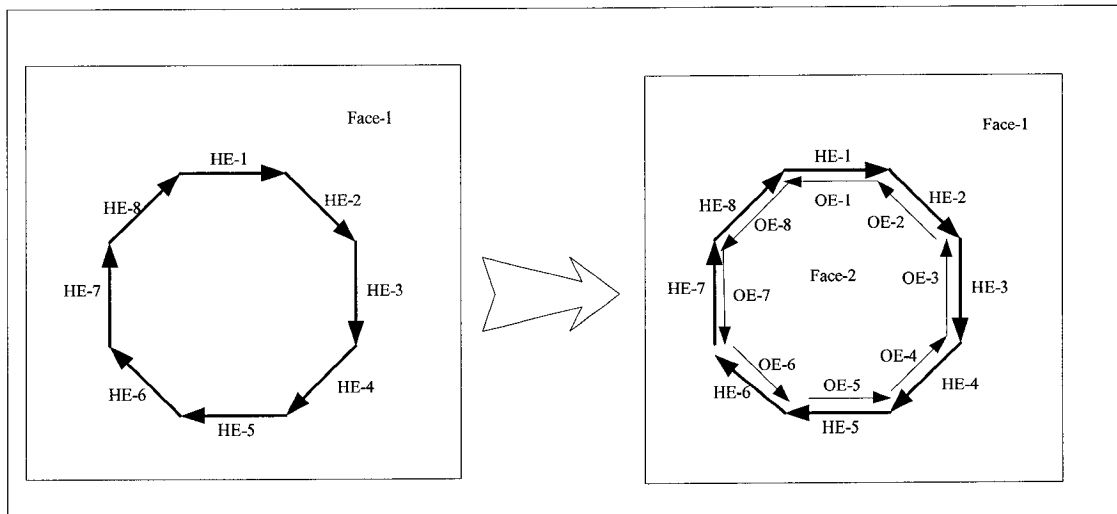 Face-1
HE-1
HE-2
HE-8
HE-7
HE-3
HE-6
HE-4
HE-5
Face-1
HE-1
HE-8
HE-2
OE-1
OE-2
OE-8
HE-7
OE-7
Face-2
OE-3
HE-3
OE-6
OE-4
HE-6
OE-5
HE-4
HE-5